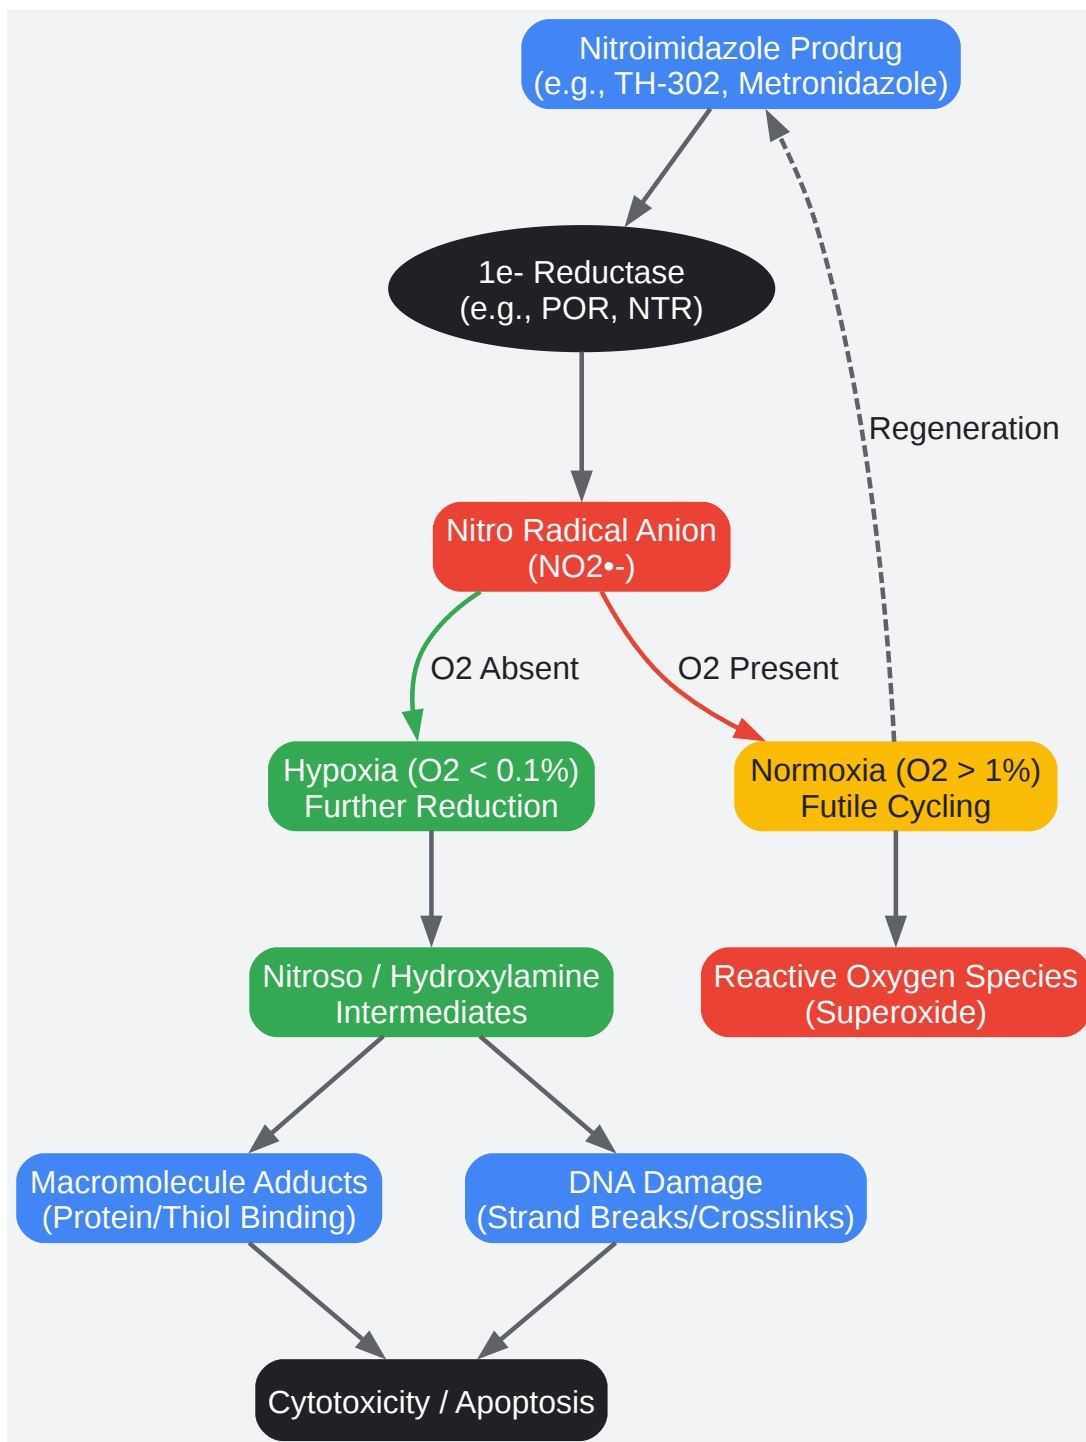 Nitroimidazole Prodrug
(e.g., TH-302, Metronidazole)
1e- Reductase
(e.g., POR, NTR)
Regeneration
Nitro Radical Anion
(NO2•-)
O2 Absent
O2 Present
Hypoxia (O2 < 0.1%)
Further Reduction
Normoxia (O2 > 1%)
Futile Cycling
Nitroso / Hydroxylamine
Intermediates
Reactive Oxygen Species
(Superoxide)
Macromolecule Adducts
(Protein/Thiol Binding)
DNA Damage
(Strand Breaks/Crosslinks)
Cytotoxicity / Apoptosis